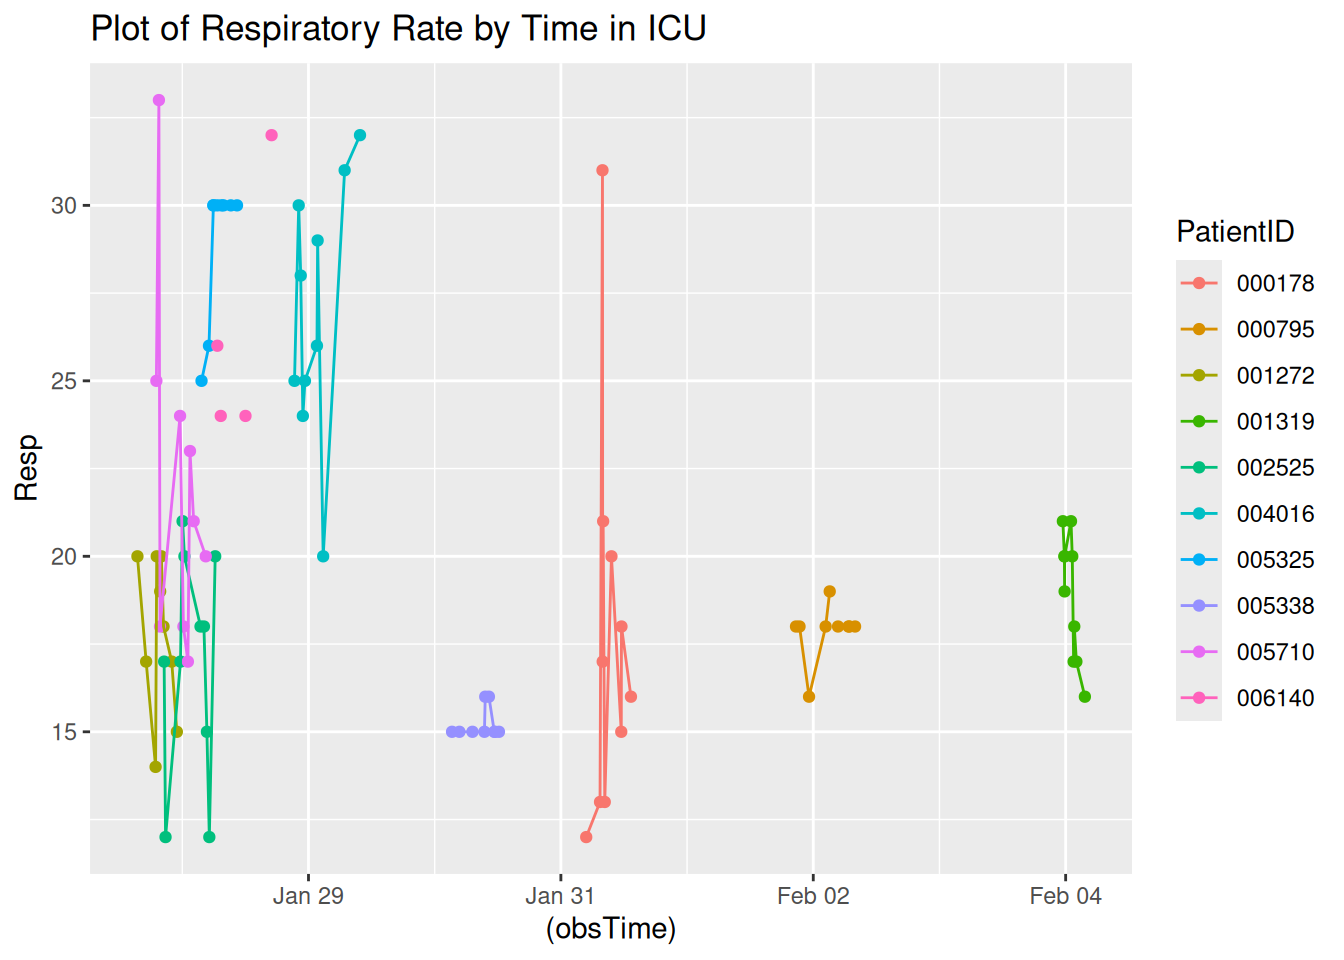 Plot of Respiratory Rate by Time in ICU
Resp
30
25
20
15
Jan 29
Jan 31
Feb 02
Feb 04
(obsTime)
PatientID
000178
000795
001272
001319
002525
004016
005325
005338
005710
006140